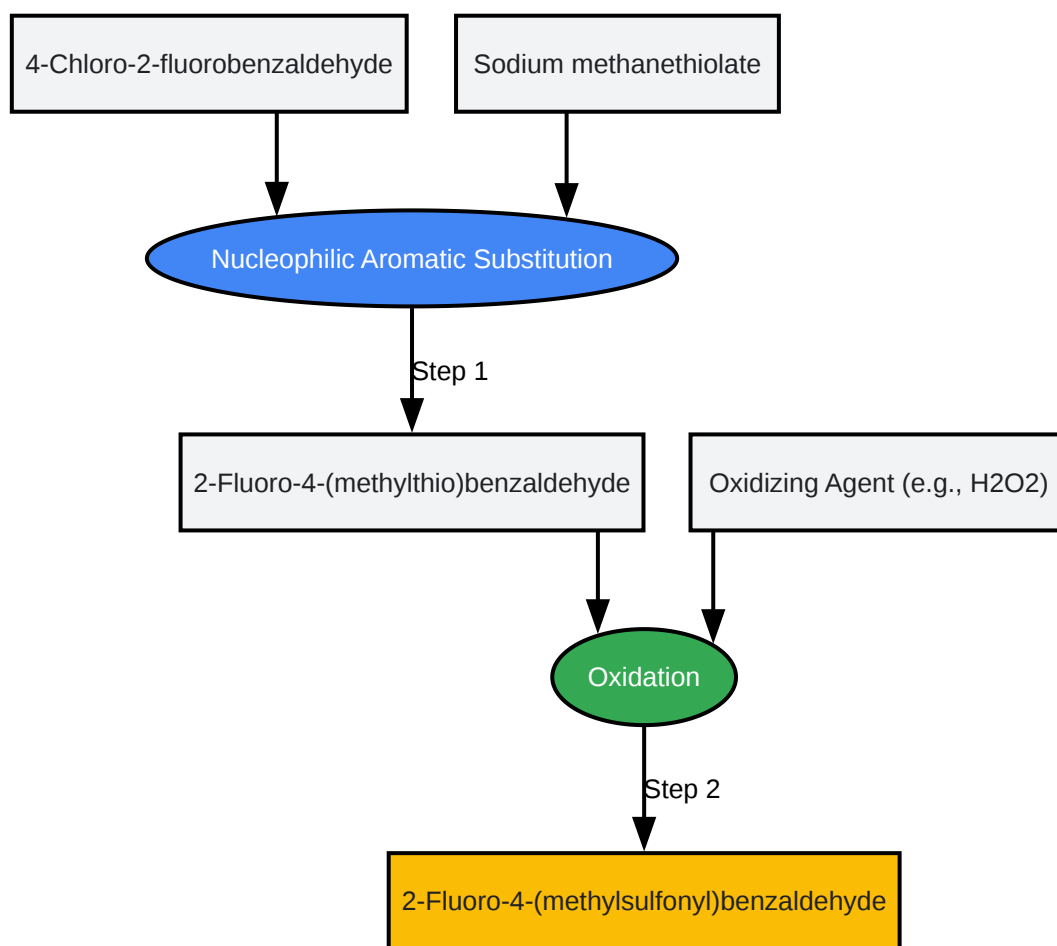 4-Chloro-2-fluorobenzaldehyde
Sodium methanethiolate
Nucleophilic Aromatic Substitution
Step 1
2-Fluoro-4-(methylthio)benzaldehyde
Oxidizing Agent (e.g., H2O2)
Oxidation
Step 2
2-Fluoro-4-(methylsulfonyl)benzaldehyde